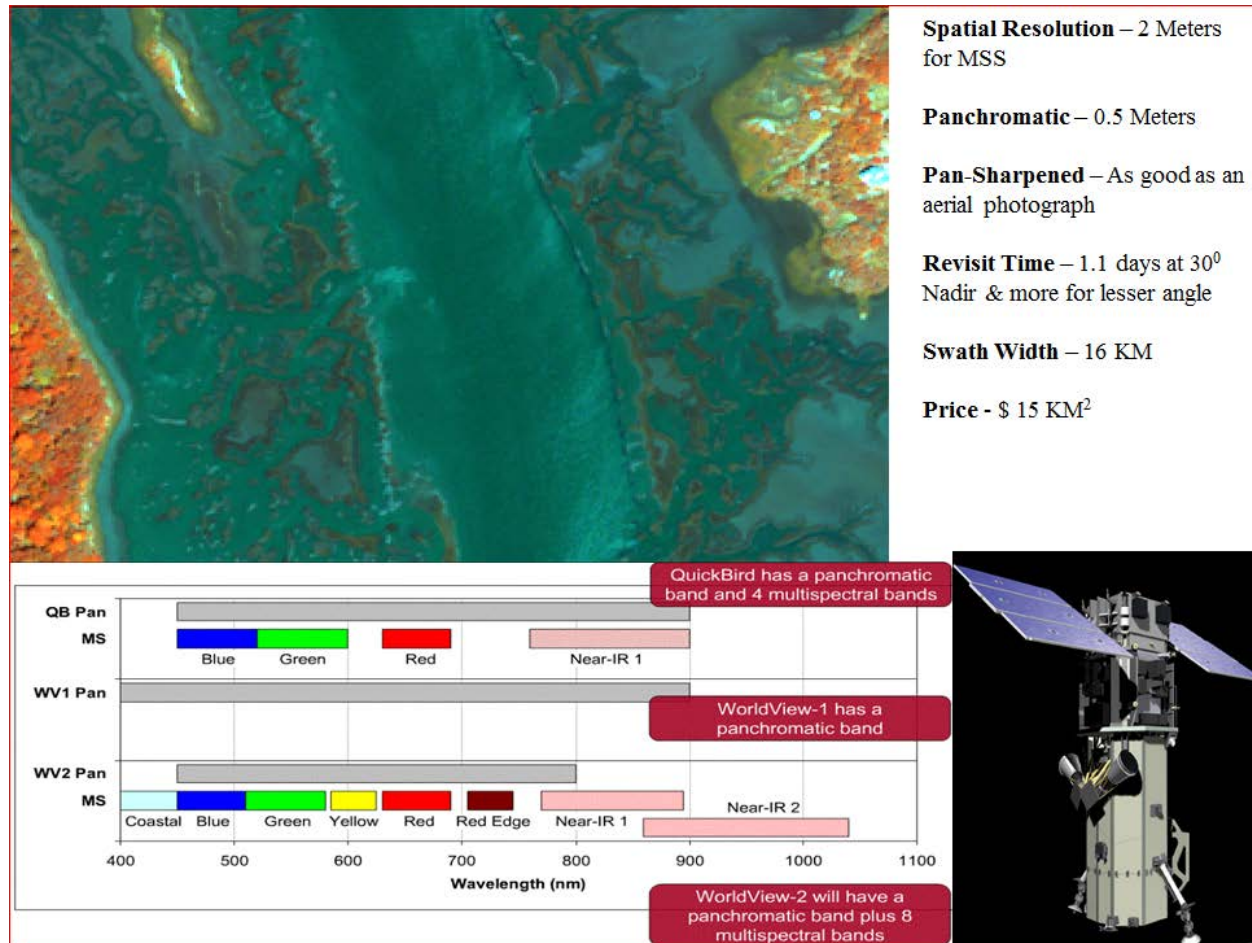 Spatial Resolution – 2 Meters
for MSS
Panchromatic – 0.5 Meters
Pan-Sharpened – As good as an
aerial photograph
Revisit Time – 1.1 days at 30⁰
Nadir & more for lesser angle
Swath Width – 16 KM
Price - $ 15 KM²
QuickBird has a panchromatic
band and 4 multispectral bands
QB Pan
MS
Blue Green Red Near-IR 1
WV1 Pan
WorldView-1 has a
panchromatic band
WV2 Pan
MS
Coastal Blue Green Yellow Red Red Edge Near-IR 1 Near-IR 2
400 500 600 700 800 900 1000 1100
Wavelength (nm)
WorldView-2 will have a
panchromatic band plus 8
multispectral bands